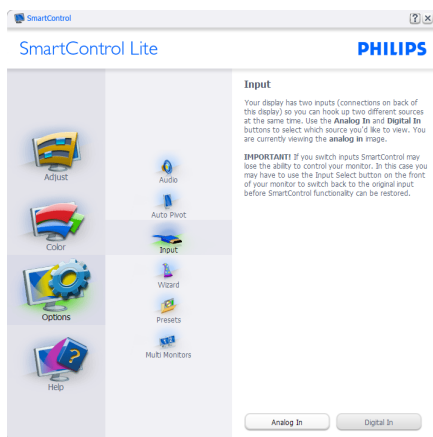 SmartControl
SmartControl Lite
PHILIPS
Adjust
Color
Options
Help
Audio
Auto Pivot
Input
Wizard
Presets
Multi Monitors
Input
Your display has two inputs (connections on back of
this display) so you can hook up two different sources
at the same time. Use the Analog In and Digital In
buttons to select which source you'd like to view. You
are currently viewing the analog in image.
IMPORTANT! If you switch inputs SmartControl may
lose the ability to control your monitor. In this case you
may have to use the Input Select button on the front
of your monitor to switch back to the original input
before SmartControl functionality can be restored.
Analog In
Digital In